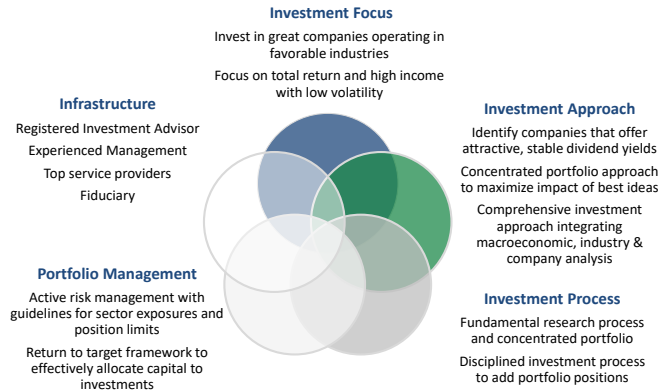 Investment Focus
Invest in great companies operating in
favorable industries
Focus on total return and high income
with low volatility
Infrastructure
Registered Investment Advisor
Experienced Management
Top service providers
Fiduciary
Investment Approach
Identify companies that offer
attractive, stable dividend yields
Concentrated portfolio approach
to maximize impact of best ideas
Comprehensive investment
approach integrating
macroeconomic, industry &
company analysis
Portfolio Management
Active risk management with
guidelines for sector exposures and
position limits
Return to target framework to
effectively allocate capital to
investments
Investment Process
Fundamental research process
and concentrated portfolio
Disciplined investment process
to add portfolio positions